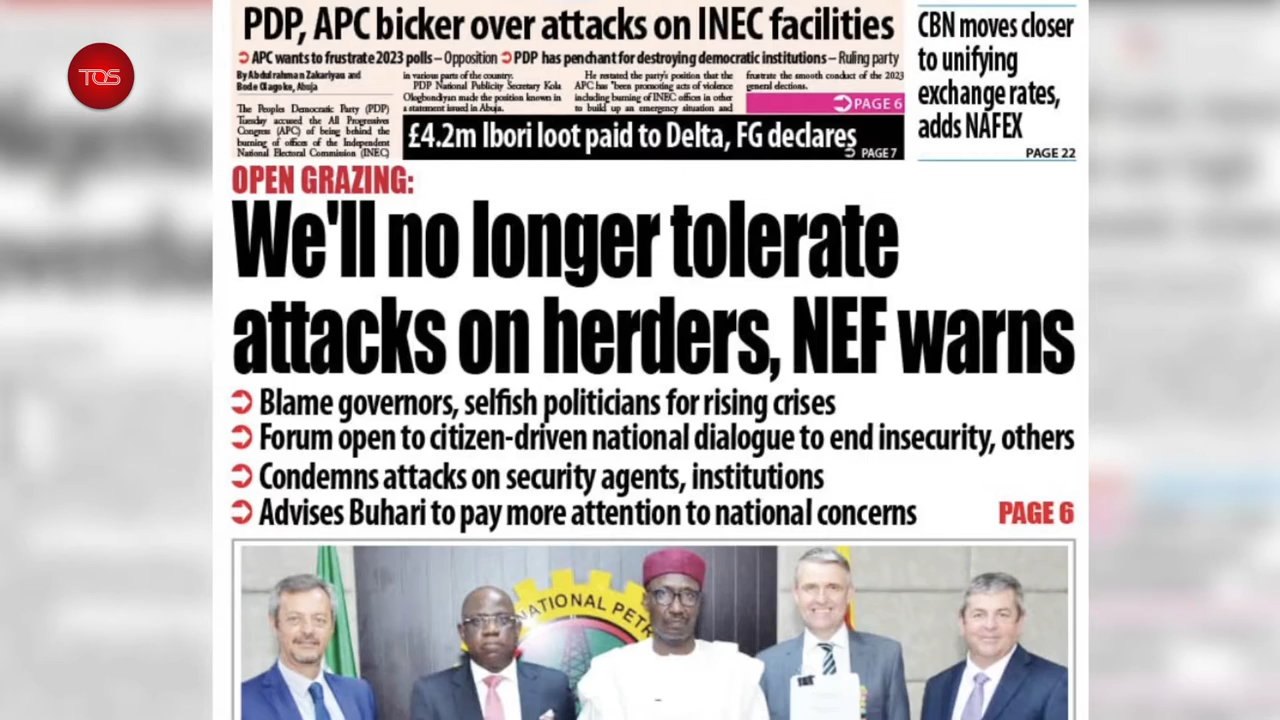 TOS
PDP, APC bicker over attacks on INEC facilities
➲ APC wants to frustrate 2023 polls – Opposition ➲ PDP has penchant for destroying democratic institutions – Ruling party
By Abdulrahman Zakariyau and
Bode Olagoke, Abuja
The Peoples Democratic Party (PDP)
Tuesday accused the All Progressives
Congress (APC) of being behind the
burning of offices of the Independent
National Electoral Commission (INEC)
in various parts of the country.
PDP National Publicity Secretary Kola
Ologbondiyan made the position known in
a statement issued in Abuja.
He restated the party's position that the
APC has "been promoting acts of violence
including burning of INEC offices in other
to build up an emergency situation and
frustrate the smooth conduct of the 2023
general elections.
➲ PAGE 6
£4.2m Ibori loot paid to Delta, FG declares
➲ PAGE 7
CBN moves closer
to unifying
exchange rates,
adds NAFEX
PAGE 22
OPEN GRAZING:
We'll no longer tolerate
attacks on herders, NEF warns
➲ Blame governors, selfish politicians for rising crises
➲ Forum open to citizen-driven national dialogue to end insecurity, others
➲ Condemns attacks on security agents, institutions
➲ Advises Buhari to pay more attention to national concerns
PAGE 6
NATIONAL PETR